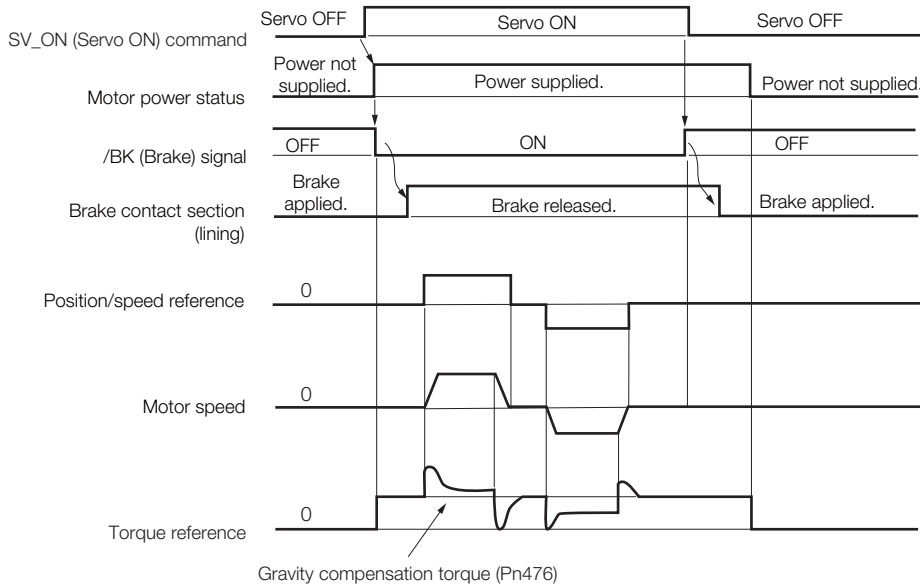 Servo OFF
Servo ON
Servo OFF
SV_ON (Servo ON) command
Power not
supplied.
Power supplied.
Power not supplied.
Motor power status
OFF
ON
OFF
/BK (Brake) signal
Brake
applied.
Brake released.
Brake applied.
Brake contact section
(lining)
0
Position/speed reference
0
Motor speed
0
Torque reference
Gravity compensation torque (Pn476)